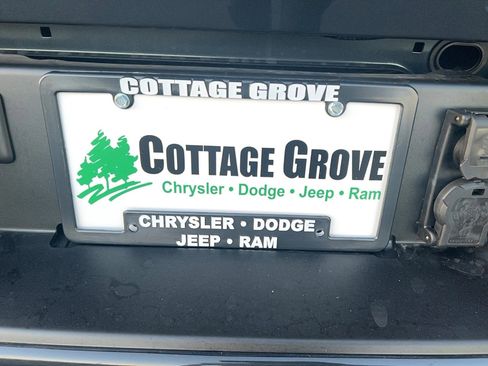 COTTAGE GROVE
COTTAGE GROVE
Chrysler • Dodge • Jeep • Ram
CHRYSLER • DODGE
JEEP • RAM